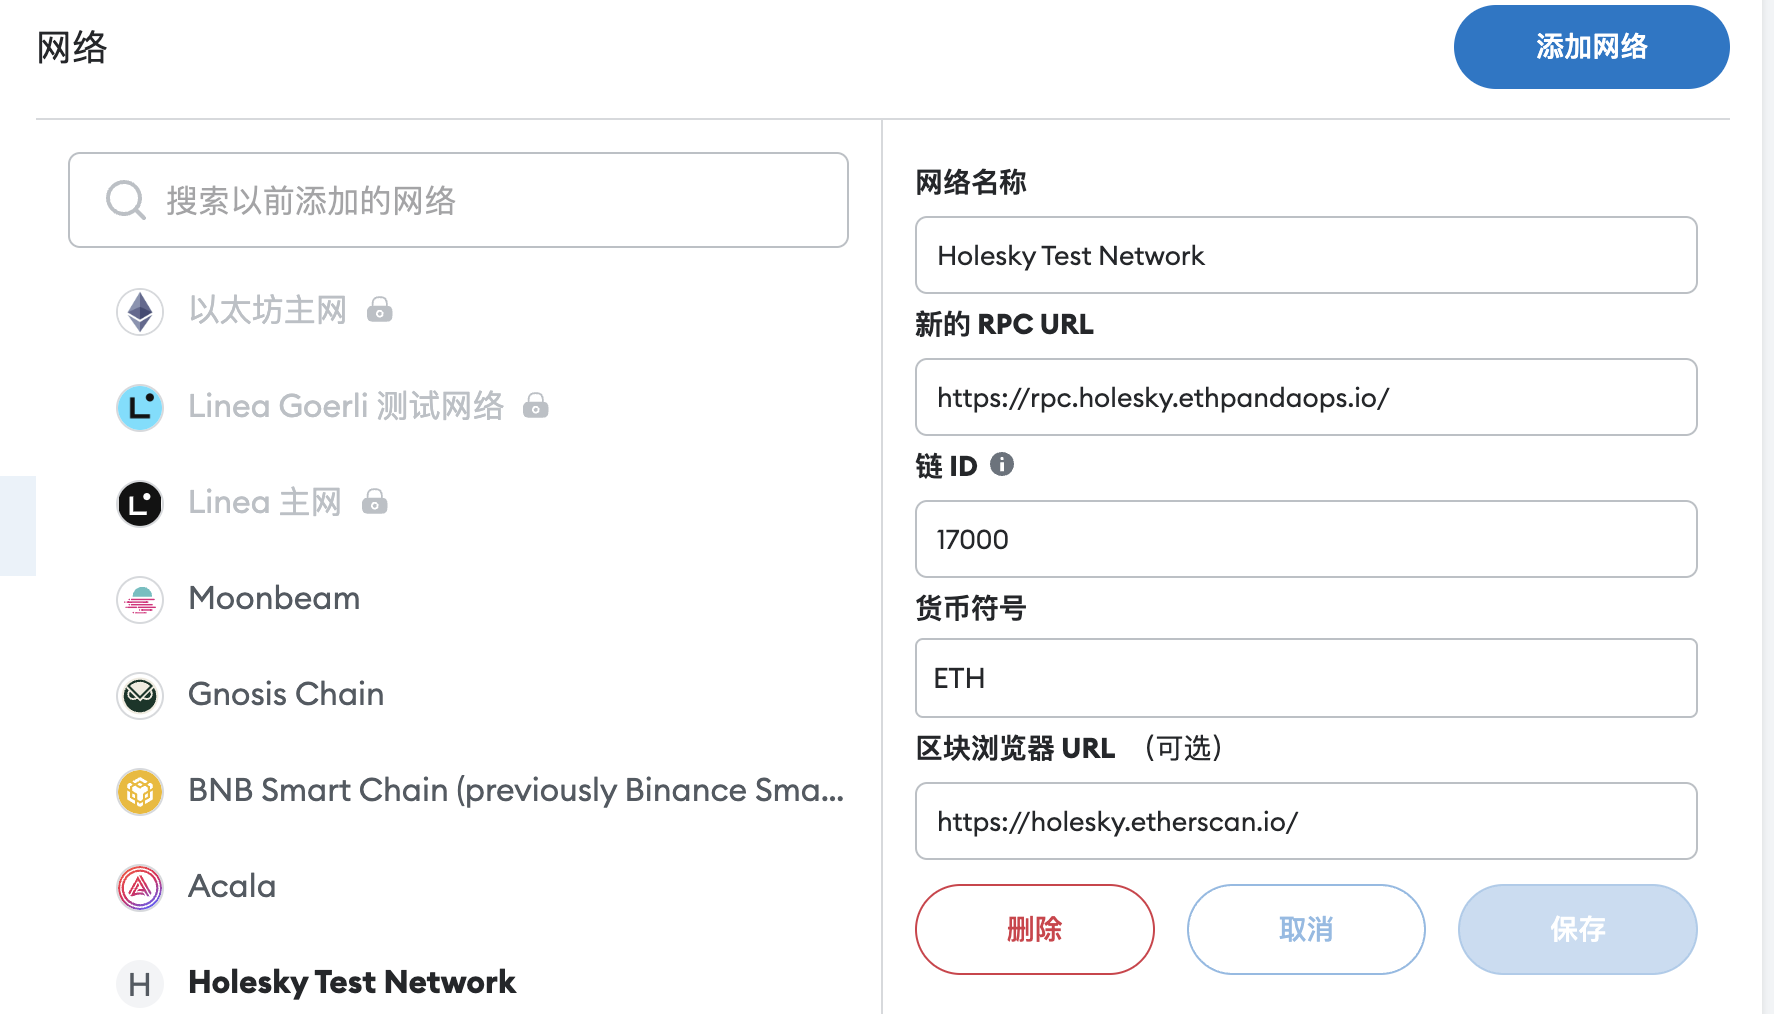 网络
添加网络
搜索以前添加的网络
以太坊主网
Linea Goerli 测试网络
Linea 主网
Moonbeam
Gnosis Chain
BNB Smart Chain (previously Binance Sma...
Acala
H Holesky Test Network
网络名称
Holesky Test Network
新的 RPC URL
https://rpc.holesky.ethpandaops.io/
链 ID
17000
货币符号
ETH
区块浏览器 URL （可选）
https://holesky.etherscan.io/
删除
取消
保存